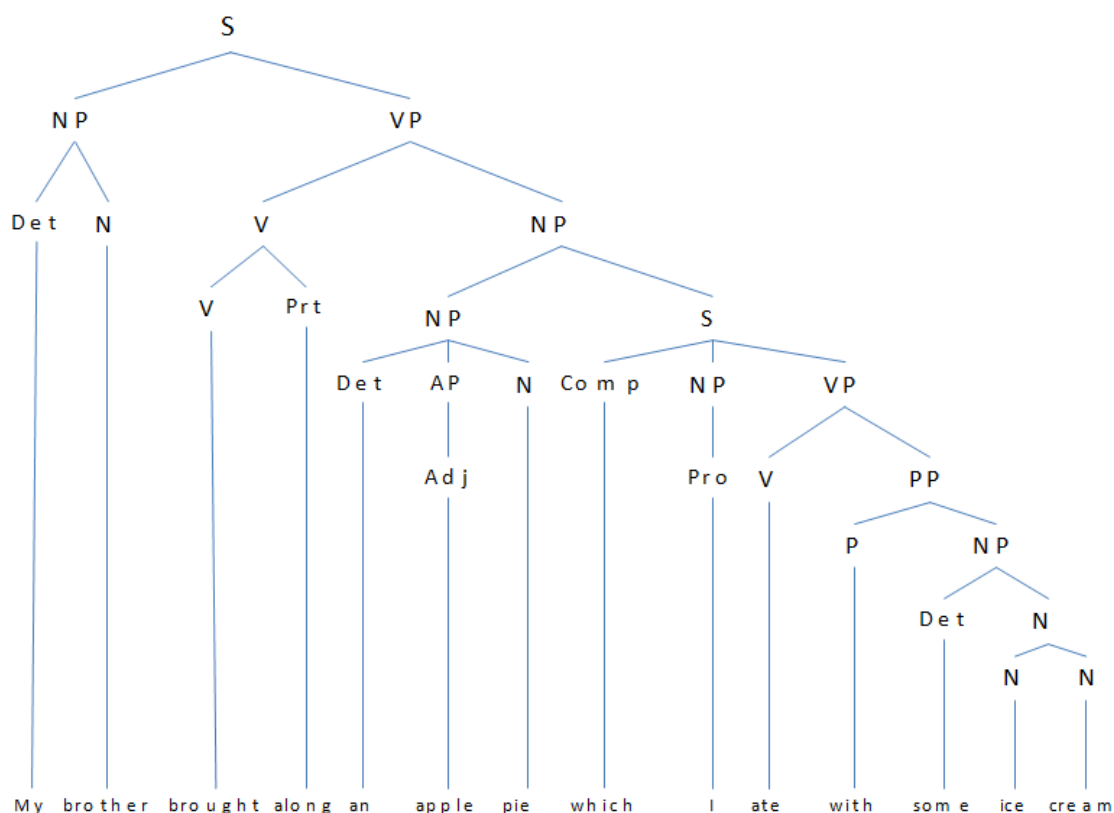 S
NP VP
Det N V NP
V Prt NP S
Det AP N Comp NP VP
Adj Pro V PP
P NP
Det N
N N
My brother brought along an apple pie which I ate with some ice cream